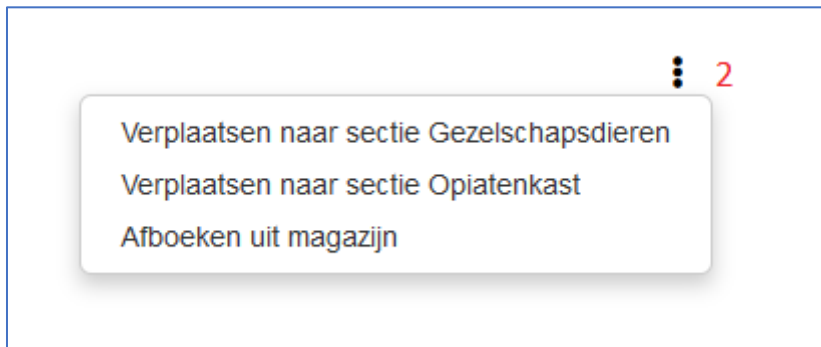 2
Verplaatsen naar sectie Gezelschapsdieren
Verplaatsen naar sectie Opiatenkast
Afboeken uit magazijn